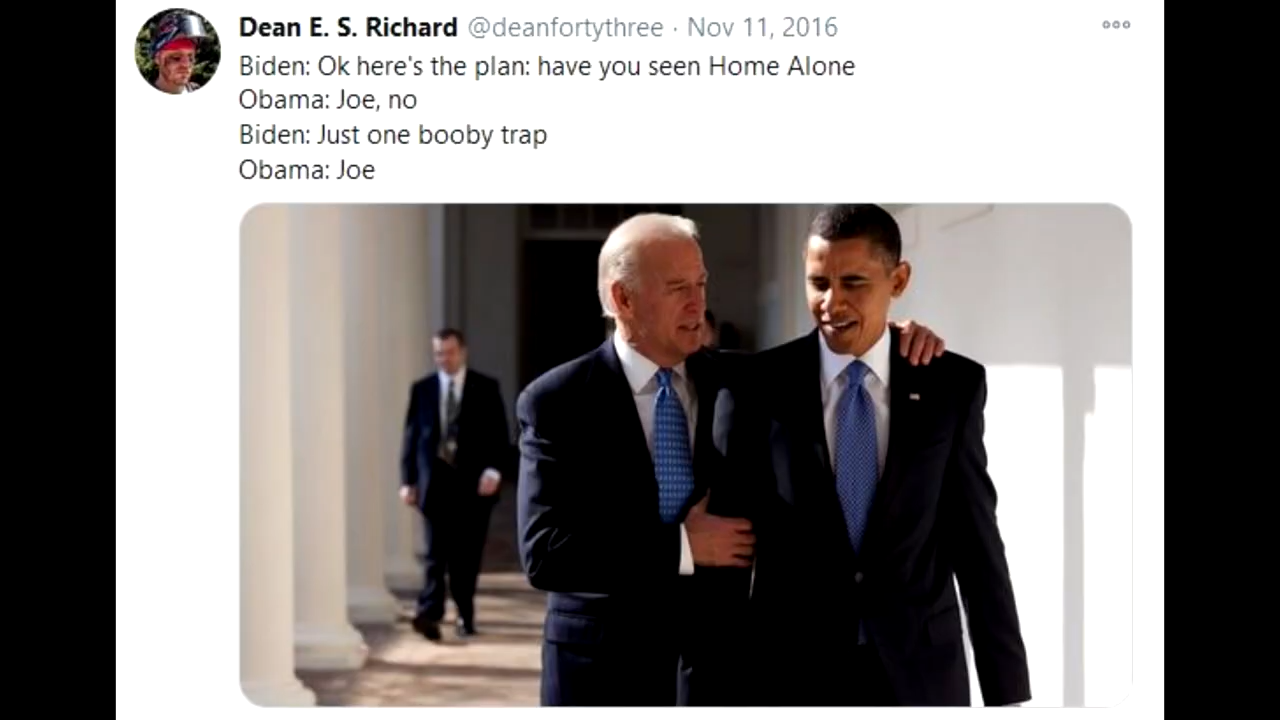 Dean E. S. Richard @deanfortythree · Nov 11, 2016
Biden: Ok here's the plan: have you seen Home Alone
Obama: Joe, no
Biden: Just one booby trap
Obama: Joe